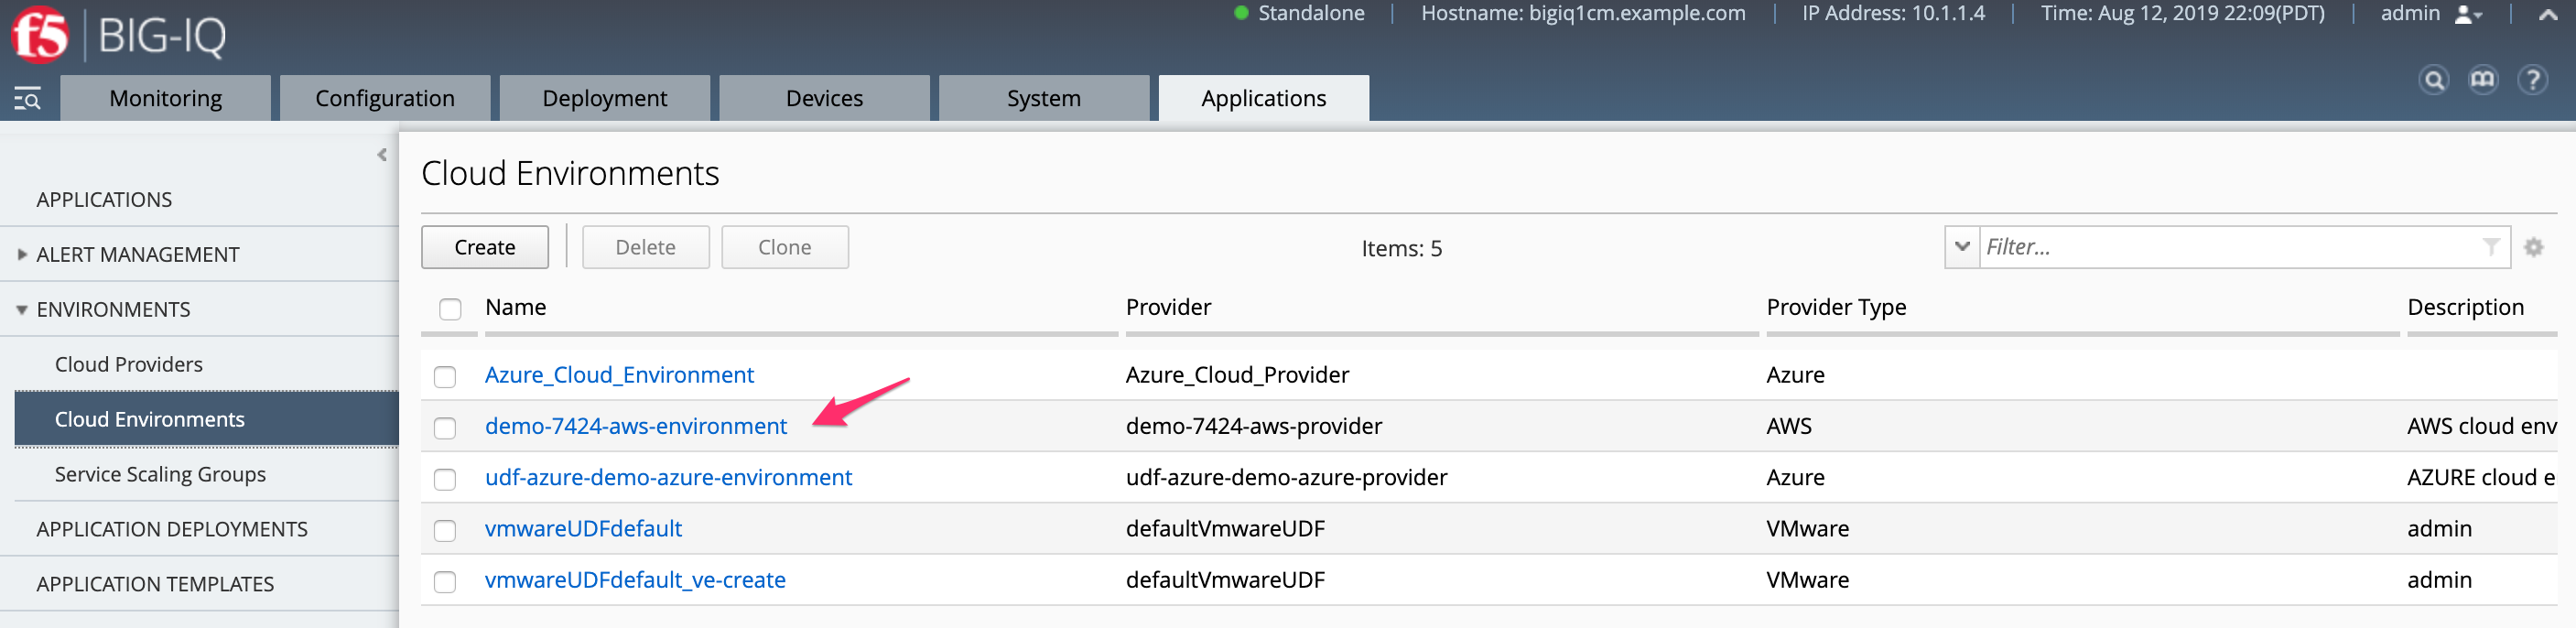 f5 BIG-IQ
Standalone Hostname: bigiq1cm.example.com IP Address: 10.1.1.4 Time: Aug 12, 2019 22:09(PDT) admin
Monitoring Configuration Deployment Devices System Applications
APPLICATIONS
ALERT MANAGEMENT
ENVIRONMENTS
Cloud Providers
Cloud Environments
Service Scaling Groups
APPLICATION DEPLOYMENTS
APPLICATION TEMPLATES
Cloud Environments
Create Delete Clone Items: 5 Filter...
Name Provider Provider Type Description
Azure_Cloud_Environment Azure_Cloud_Provider Azure
demo-7424-aws-environment demo-7424-aws-provider AWS AWS cloud env
udf-azure-demo-azure-environment udf-azure-demo-azure-provider Azure AZURE cloud e
vmwareUDFdefault defaultVmwareUDF VMware admin
vmwareUDFdefault_ve-create defaultVmwareUDF VMware admin